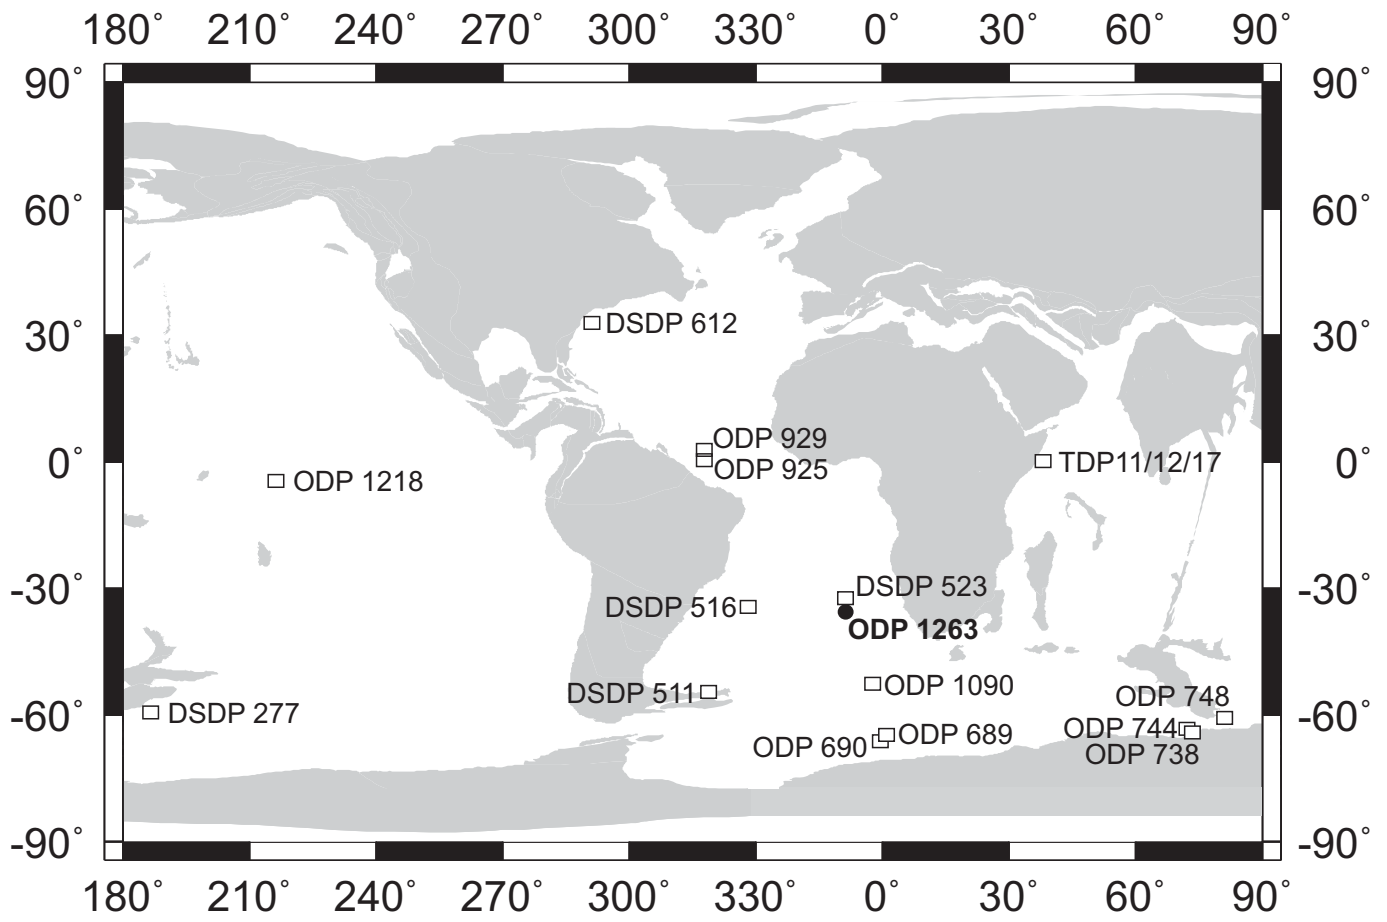 180° 210° 240° 270° 300° 330° 0° 30° 60° 90°
90° 90°
60° 60°
DSDP 612
30° 30°
ODP 929
0° TDP11/12/17 0°
ODP 925
ODP 1218
-30° DSDP 523 -30°
DSDP 516
ODP 1263
DSDP 511 ODP 1090
ODP 748
-60° DSDP 277 -60°
ODP 744
ODP 689
ODP 690
ODP 738
-90° -90°
180° 210° 240° 270° 300° 330° 0° 30° 60° 90°